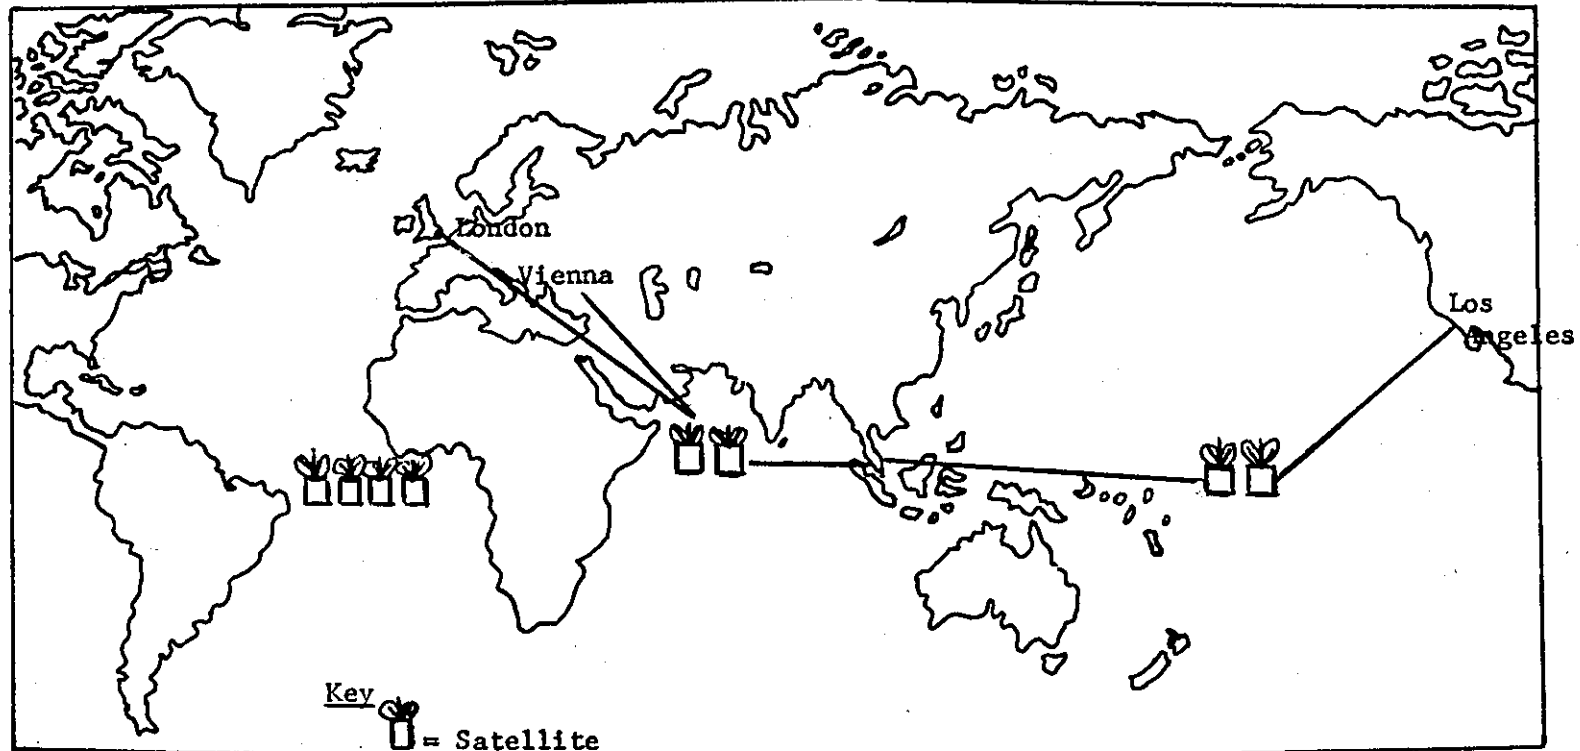 London
Vienna
Los
Angeles
Key
= Satellite